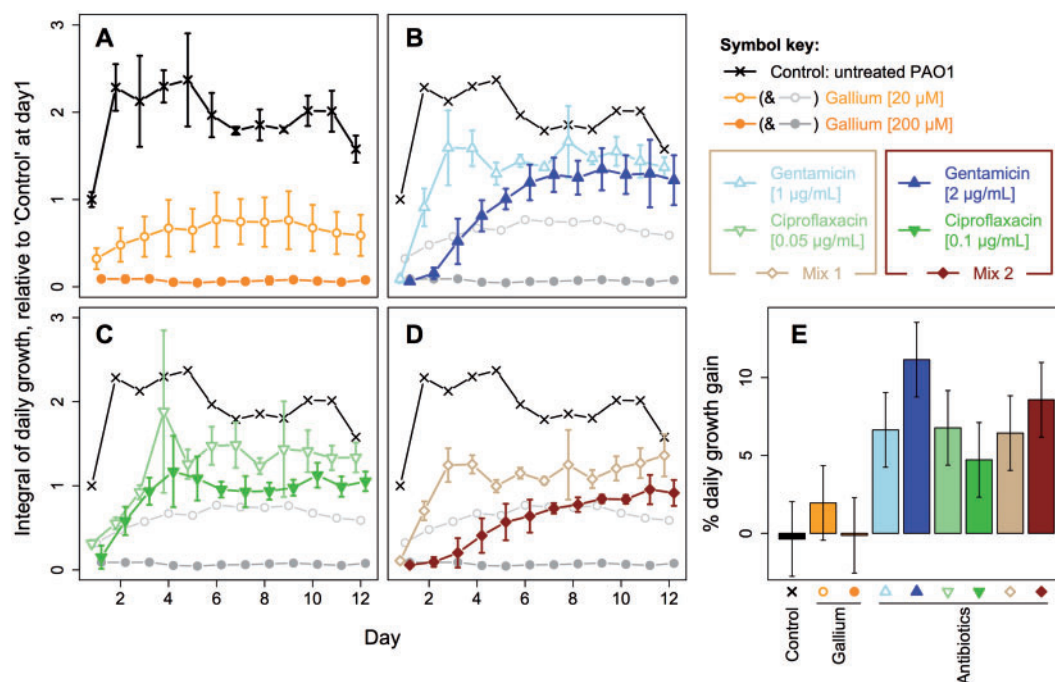 Integral of daily growth, relative to 'Control' at day1
3
2
1
0
A
B
3
2
1
0
C
D
2 4 6 8 10 12
2 4 6 8 10 12
Day
Symbol key:
Control: untreated PAO1
(& ) Gallium [20 µM]
(& ) Gallium [200 µM]
Gentamicin
[1 µg/mL]
Ciproflaxacin
[0.05 µg/mL]
Mix 1
Gentamicin
[2 µg/mL]
Ciproflaxacin
[0.1 µg/mL]
Mix 2
E
% daily growth gain
10
5
0
Control
Gallium
Antibiotics